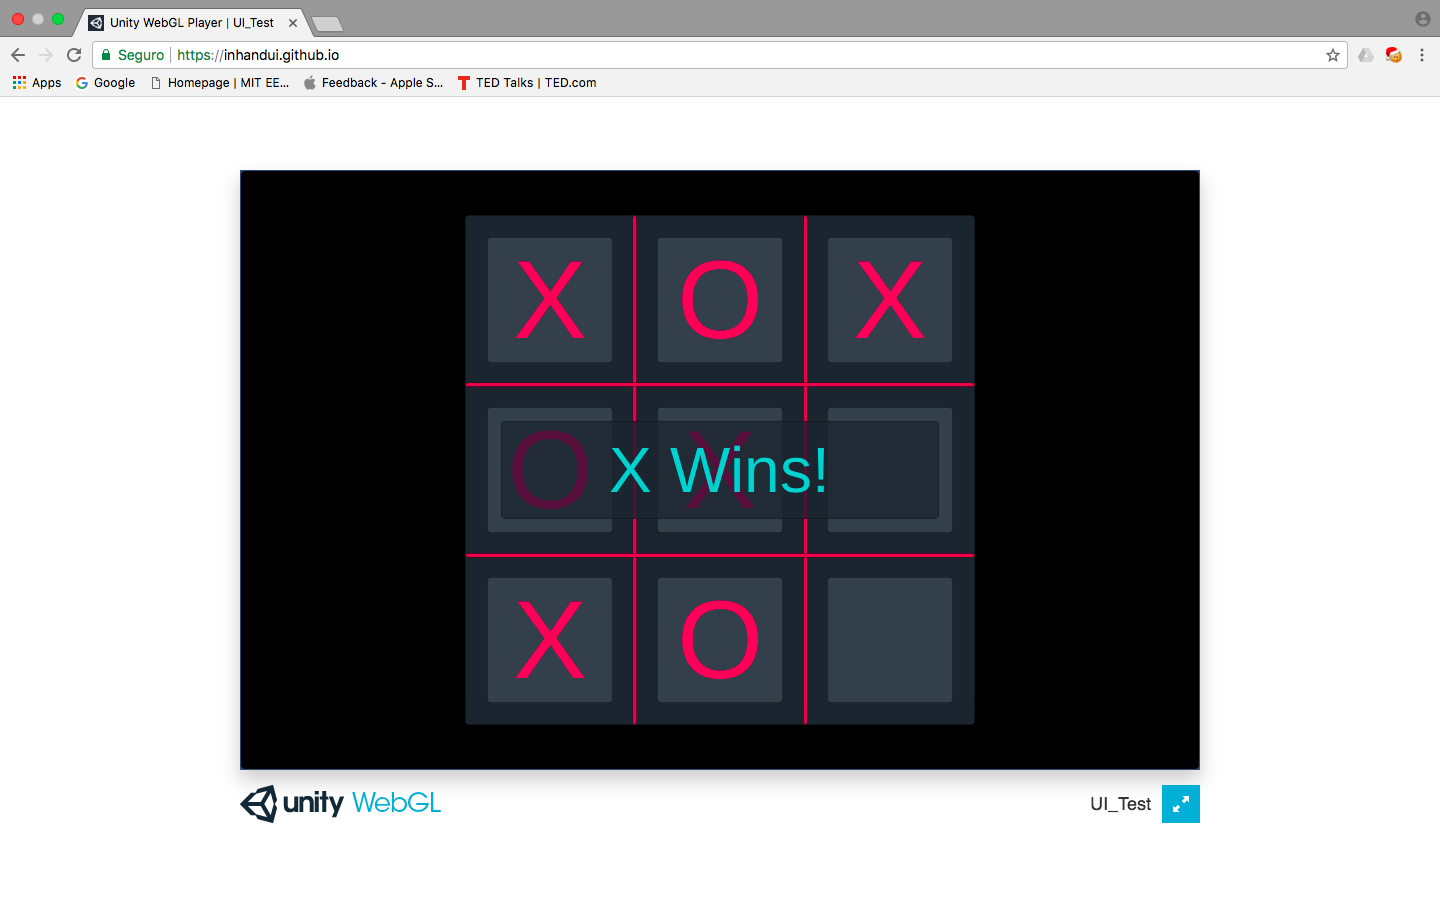 Unity WebGL Player | UI_Test
Seguro https://inhandui.github.io
Apps Google Homepage | MIT EE... Feedback - Apple S... TED Talks | TED.com
X O X
O X
X Wins!
X O
unity WebGL UI_Test